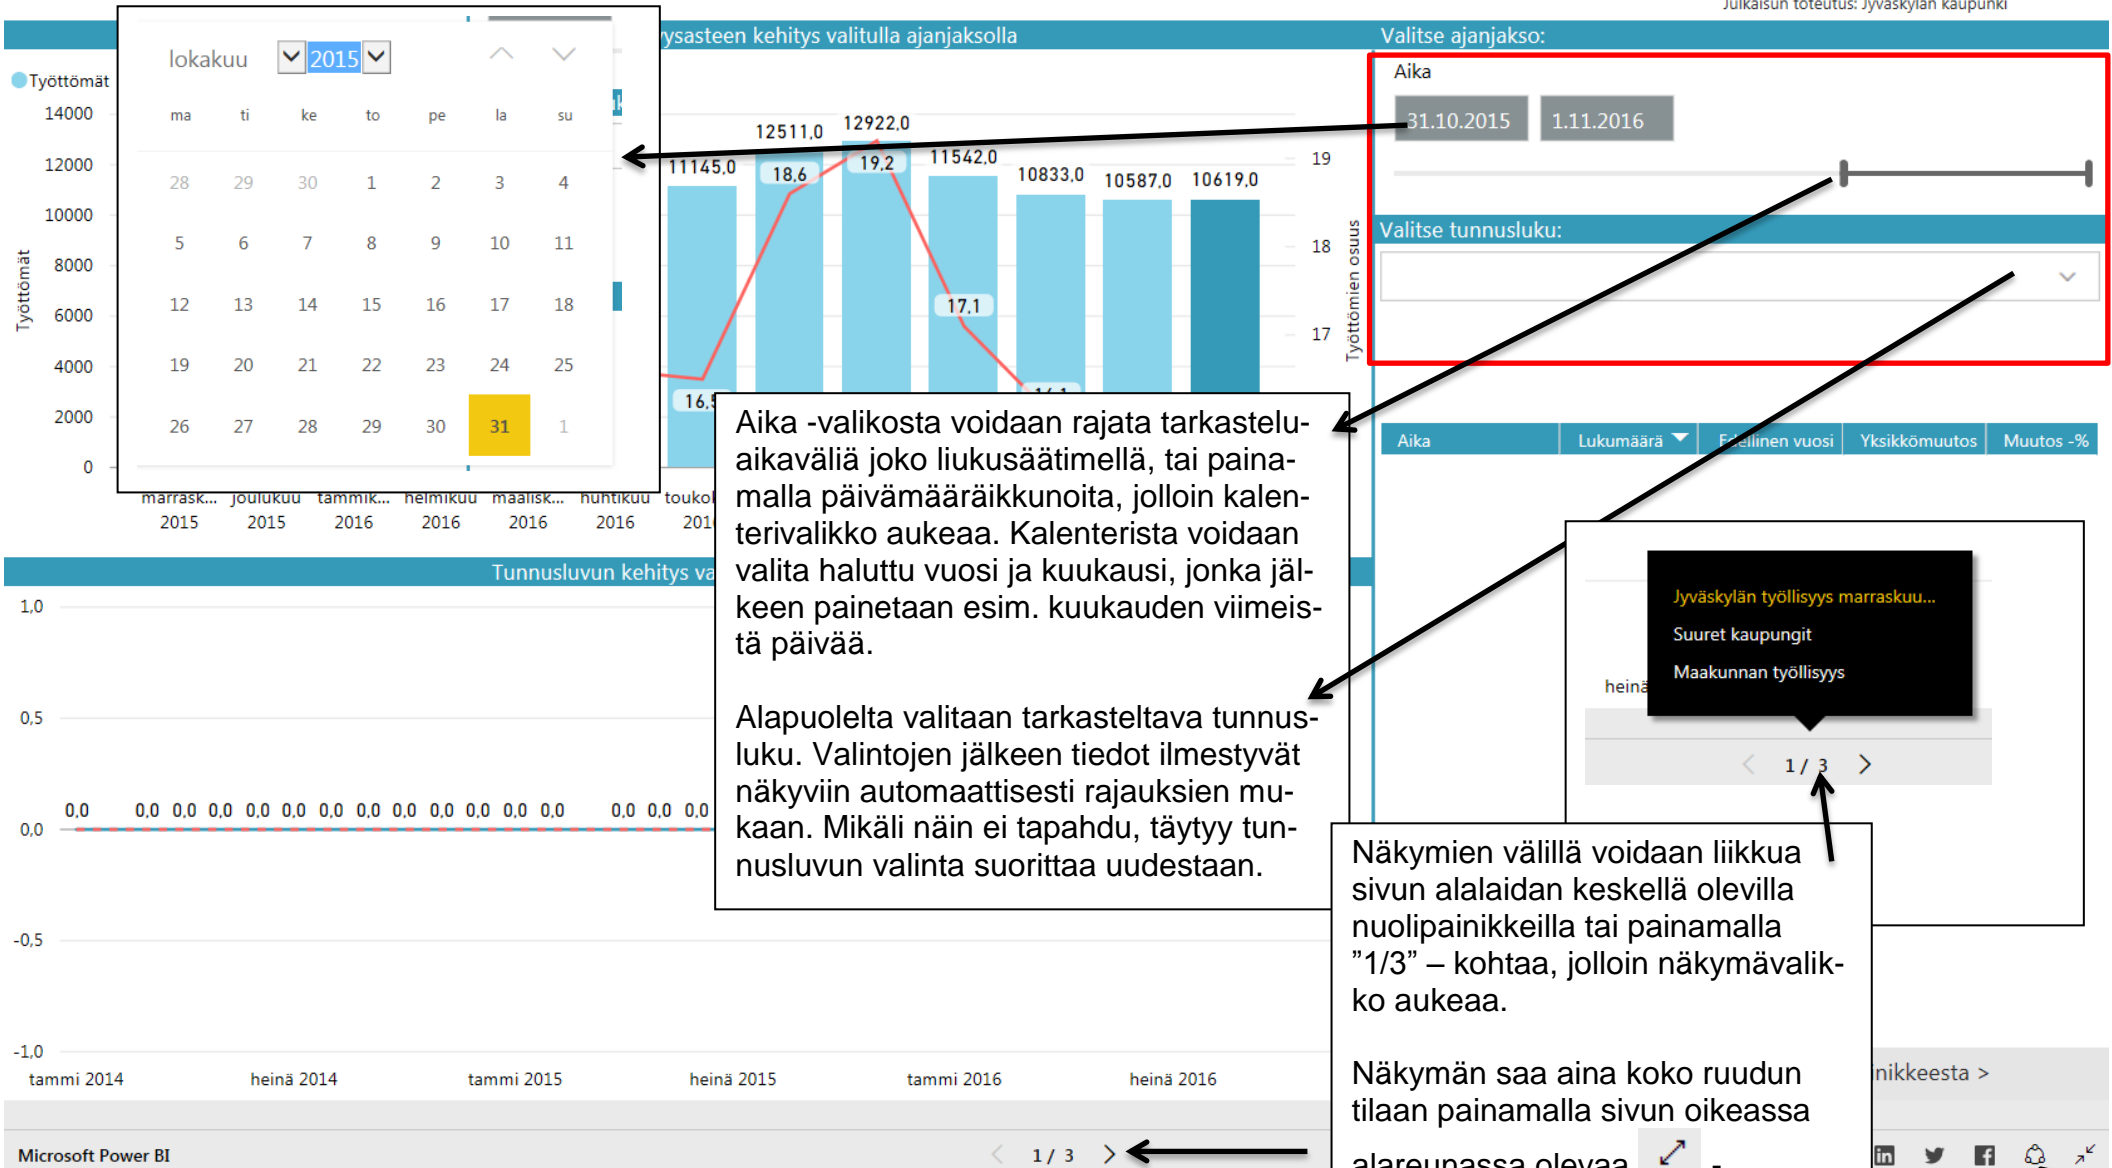 Julkaisun toteutus: Jyväskylän kaupunki
ysasteen kehitys valitulla ajanjaksolla
Valitse ajanjakso:
Aika
31.10.2015 1.11.2016
Valitse tunnusluku:
lokakuu 2015
ma ti ke to pe la su
28 29 30 1 2 3 4
5 6 7 8 9 10 11
12 13 14 15 16 17 18
19 20 21 22 23 24 25
26 27 28 29 30 31 1
Työttömät
14000
12000
10000
8000
6000
4000
2000
0
Työttömät
11145,0 12511,0 12922,0 11542,0 10833,0 10587,0 10619,0
16,5 18,6 19,2 17,1
19
18
17
Työttömien osuus
marrask... joulukuu tammik... helmikuu maalisk... huhtikuu
2015 2015 2016 2016 2016 2016
Aika Lukumäärä Edellinen vuosi Yksikkömuutos Muutos -%
Aika -valikosta voidaan rajata tarkastelu-
aikaväliä joko liukusäätimellä, tai paina-
malla päivämääräikkunoita, jolloin kalen-
terivalikko aukeaa. Kalenterista voidaan
valita haluttu vuosi ja kuukausi, jonka jäl-
keen painetaan esim. kuukauden viimeis-
tä päivää.
Alapuolelta valitaan tarkasteltava tunnus-
luku. Valintojen jälkeen tiedot ilmestyvät
näkyviin automaattisesti rajauksien mu-
kaan. Mikäli näin ei tapahdu, täytyy tun-
nusluvun valinta suorittaa uudestaan.
Tunnusluvun kehitys va
1,0
0,5
0,0
-0,5
-1,0
0,0 0,0 0,0 0,0 0,0 0,0 0,0 0,0 0,0 0,0 0,0 0,0 0,0 0,0 0,0 0,0
tammi 2014 heinä 2014 tammi 2015 heinä 2015 tammi 2016 heinä 2016
Jyväskylän työllisyys marraskuu...
Suuret kaupungit
Maakunnan työllisyys
heinä
1 / 3
Näkymien välillä voidaan liikkua
sivun alalaidan keskellä olevilla
nuolipainikkeilla tai painamalla
”1/3” – kohtaa, jolloin näkymävalik-
ko aukeaa.
Näkymän saa aina koko ruudun
tilaan painamalla sivun oikeassa
alareunassa olevaa -
inikkeesta >
Microsoft Power BI
1 / 3